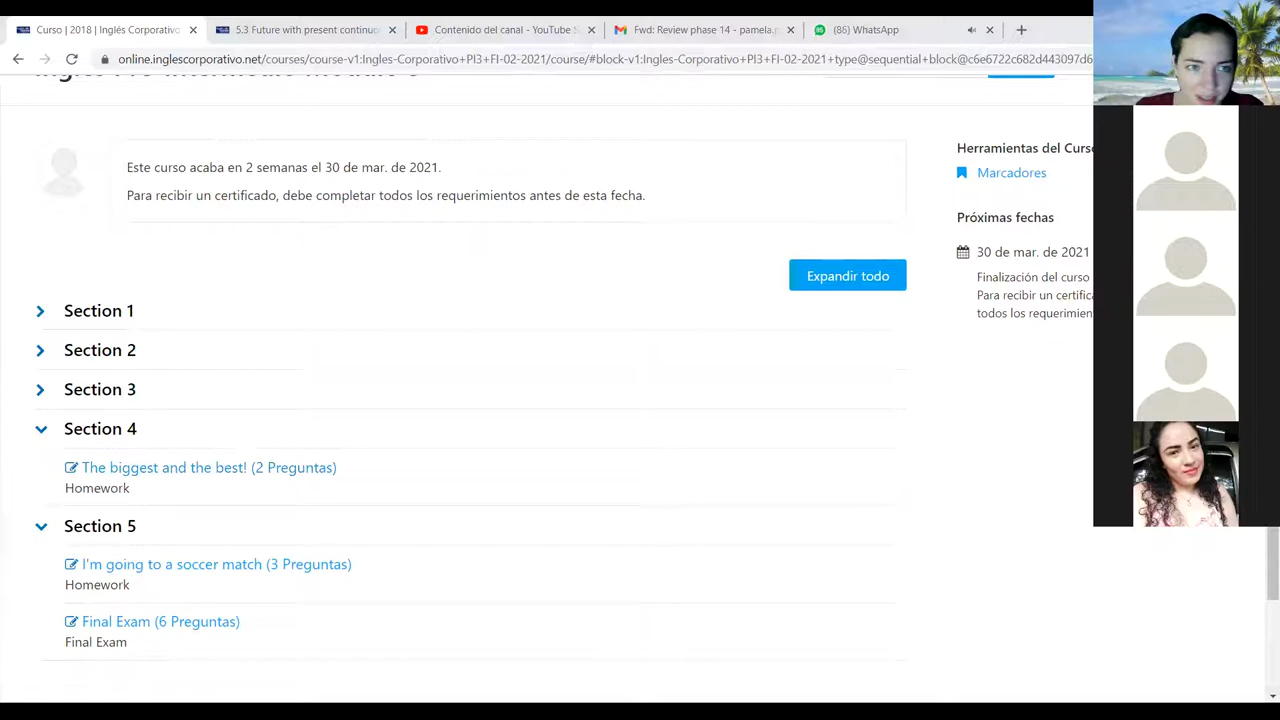 Curso | 2018 | Inglés Corporativo
5.3 Future with present continu
Contenido del canal - YouTube S
Fwd: Review phase 14 - pamela.
(85) WhatsApp
online.inglescorporativo.net/courses/course-v1:Ingles-Corporativo+PI3+FI-02-2021/course/#block-v1:Ingles-Corporativo+PI3+FI-02-2021+type@sequential+block@c6e6722c682d443097d6
Este curso acaba en 2 semanas el 30 de mar. de 2021.
Para recibir un certificado, debe completar todos los requerimientos antes de esta fecha.
Expandir todo
Section 1
Section 2
Section 3
Section 4
The biggest and the best! (2 Preguntas)
Homework
Section 5
I'm going to a soccer match (3 Preguntas)
Homework
Final Exam (6 Preguntas)
Final Exam
Herramientas del Curs
Marcadores
Próximas fechas
30 de mar. de 2021
Finalización del curso
Para recibir un certific
todos los requerimien